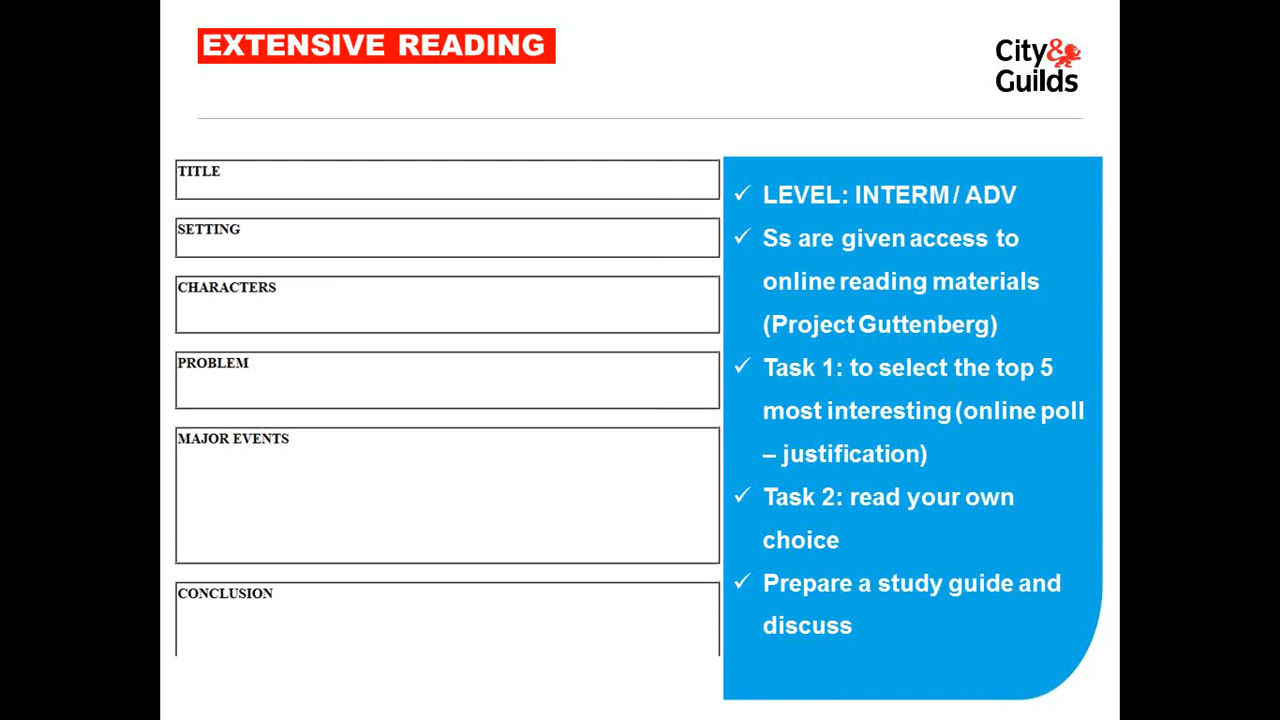 EXTENSIVE READING
City&
Guilds
TITLE
SETTING
CHARACTERS
PROBLEM
MAJOR EVENTS
CONCLUSION
LEVEL: INTERM / ADV
Ss are given access to
online reading materials
(Project Guttenberg)
Task 1: to select the top 5
most interesting (online poll
– justification)
Task 2: read your own
choice
Prepare a study guide and
discuss